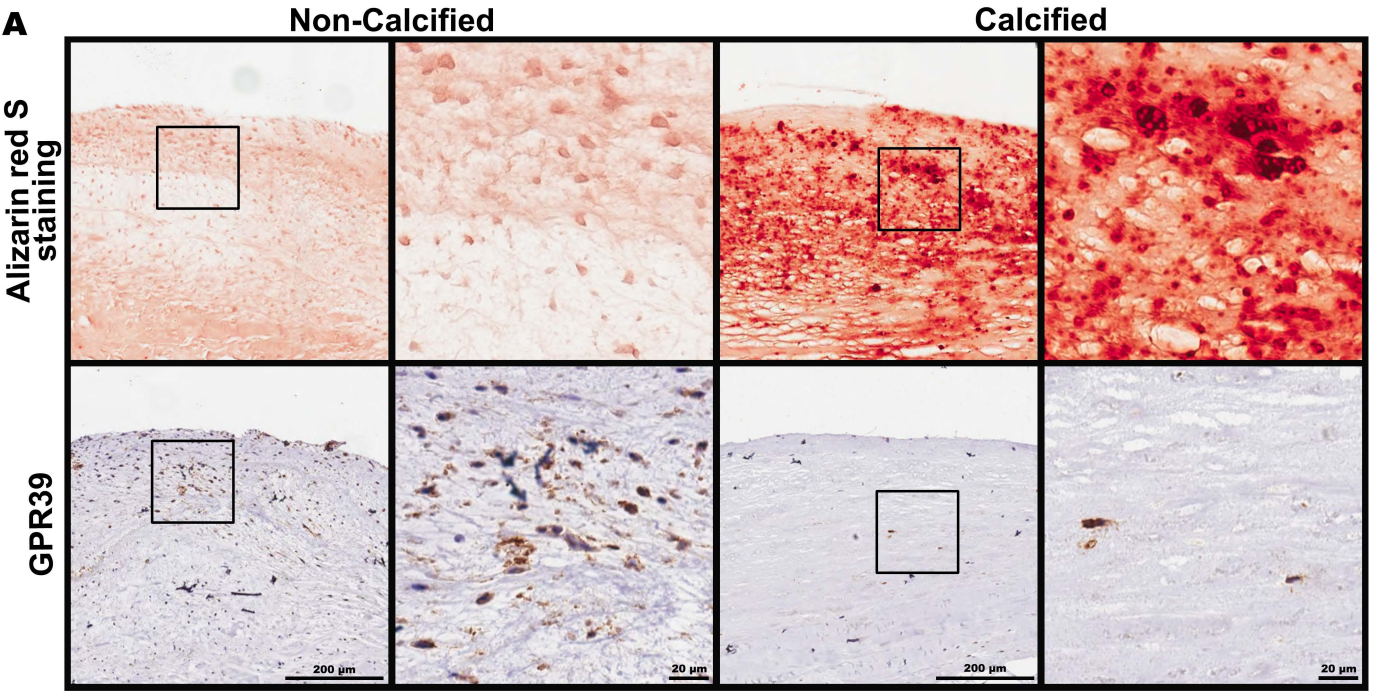 A
Non-Calcified
Calcified
Alizarin red S
staining
GPR39
200 µm
20 µm
200 µm
20 µm